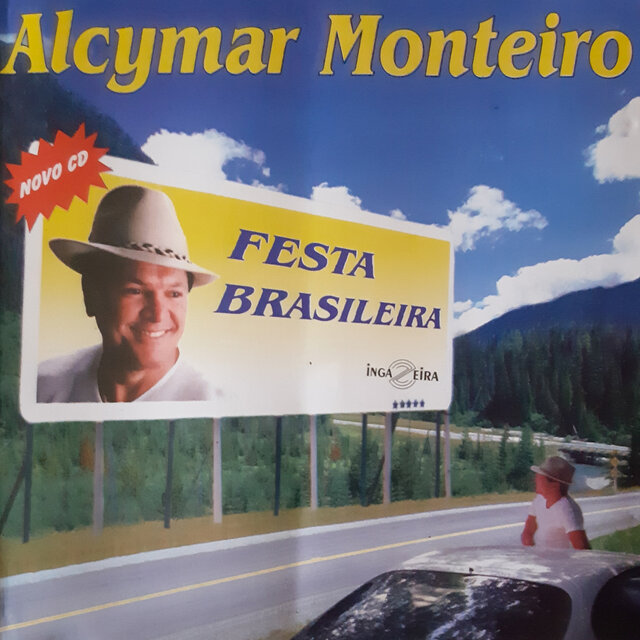 Alcymar Monteiro
NOVO CD
FESTA
BRASILEIRA
INGAZEIRA